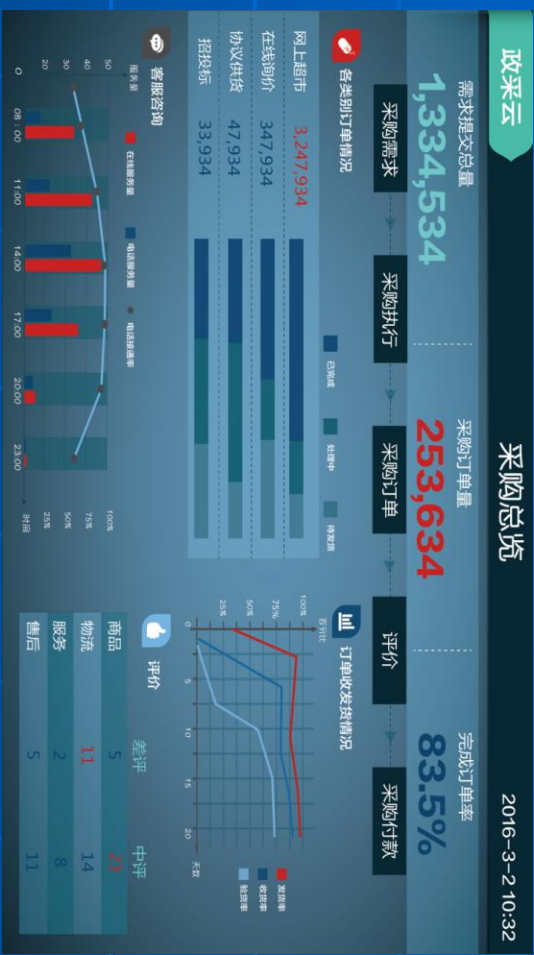 政采云
采购总览
2016-3-2 10:32
需求提交总量
采购订单量
完成订单率
1,334,534
253,634
83.5%
采购需求
采购执行
采购订单
评价
采购付款
各类别订单情况
已完成
处理中
待发货
网上超市 3,247,934
在线询价 347,934
协议供货 47,934
招投标 33,934
订单收发货情况
百分比
100%
75%
50%
25%
0
5
10
15
20
天数
发货率
收货率
验货率
客服咨询
服务量
在线服务量
电话服务量
电话接通率
50
40
30
20
0
100%
75%
50%
25%
08:00
11:00
14:00
17:00
20:00
23:00
时间
评价
差评 中评
商品 5 23
物流 11 14
服务 2 8
售后 5 11